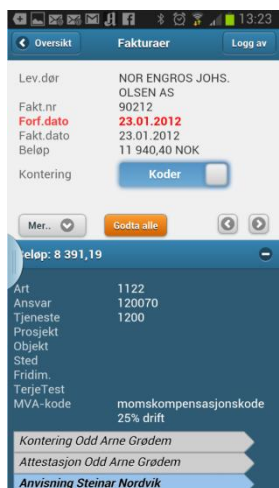 13:23
Oversikt Fakturaer Logg av
Lev.dør NOR ENGROS JOHS.
OLSEN AS
Fakt.nr 90212
Forf.dato 23.01.2012
Fakt.dato 23.01.2012
Beløp 11 940,40 NOK
Kontering Koder
Mer.. Godta alle
Beløp: 8 391,19
Art 1122
Ansvar 120070
Tjeneste 1200
Prosjekt
Objekt
Sted
Fridim.
TerjeTest
MVA-kode momskompensasjonskode
25% drift
Kontering Odd Arne Grødem
Attestasjon Odd Arne Grødem
Anvisning Steinar Nordvik